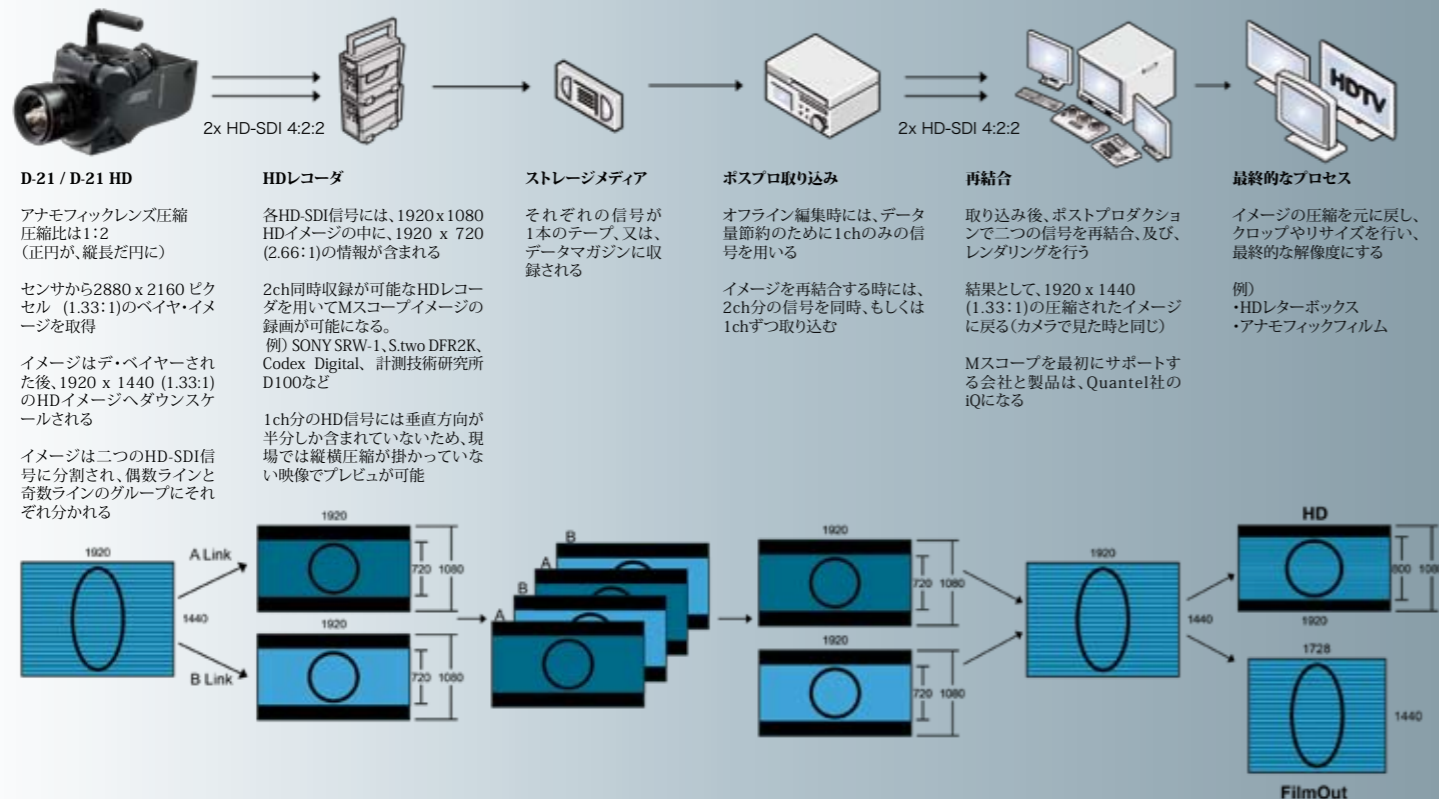 HDTV
2x HD-SDI 4:2:2
2x HD-SDI 4:2:2
D-21 / D-21 HD
アナモフィックレンズ圧縮
圧縮比は1:2
（正円が、縦長だ円に）
センサから2880 x 2160 ピク
セル (1.33:1)のベイヤ・イメ
ージを取得
イメージはデ・ベイヤーされ
た後、1920 x 1440 (1.33:1)
のHDイメージへダウンスケ
ールされる
イメージは二つのHD-SDI信
号に分割され、偶数ラインと
奇数ラインのグループにそれ
ぞれ分かれる
HDレコーダ
各HD-SDI信号には、1920x1080
HDイメージの中に、1920 x 720
(2.66:1)の情報が含まれる
2ch同時収録が可能なHDレコー
ダを用いてMスコープイメージの
録画が可能になる。
例) SONY SRW-1、S.two DFR2K、
Codex Digital、計測技術研究所
D100など
1ch分のHD信号には垂直方向が
半分しか含まれていないため、現
場では縦横圧縮が掛かっていな
い映像でプレビュが可能
ストレージメディア
それぞれの信号が
1本のテープ、又は、
データマガジンに収
録される
ポスプロ取り込み
オフライン編集時には、データ
量節約のために1chのみの信
号を用いる
イメージを再結合する時には、
2ch分の信号を同時、もしくは
1chずつ取り込む
再結合
取り込み後、ポストプロダクショ
ンで二つの信号を再結合、及び、
レンダリングを行う
結果として、1920 x 1440
(1.33:1)の圧縮されたイメージ
に戻る（カメラで見た時と同じ）
Mスコープを最初にサポートす
る会社と製品は、Quantel社の
iQになる
最終的なプロセス
イメージの圧縮を元に戻し、
クロップやリサイズを行い、
最終的な解像度にする
例）
・HDレターボックス
・アナモフィックフィルム
1920
1440
A Link
B Link
1920
720 1080
1920
720 1080
A
B
A
B
1920
720 1080
1920
720 1080
1920
1440
HD
800 1080
1920
1728
1440
FilmOut